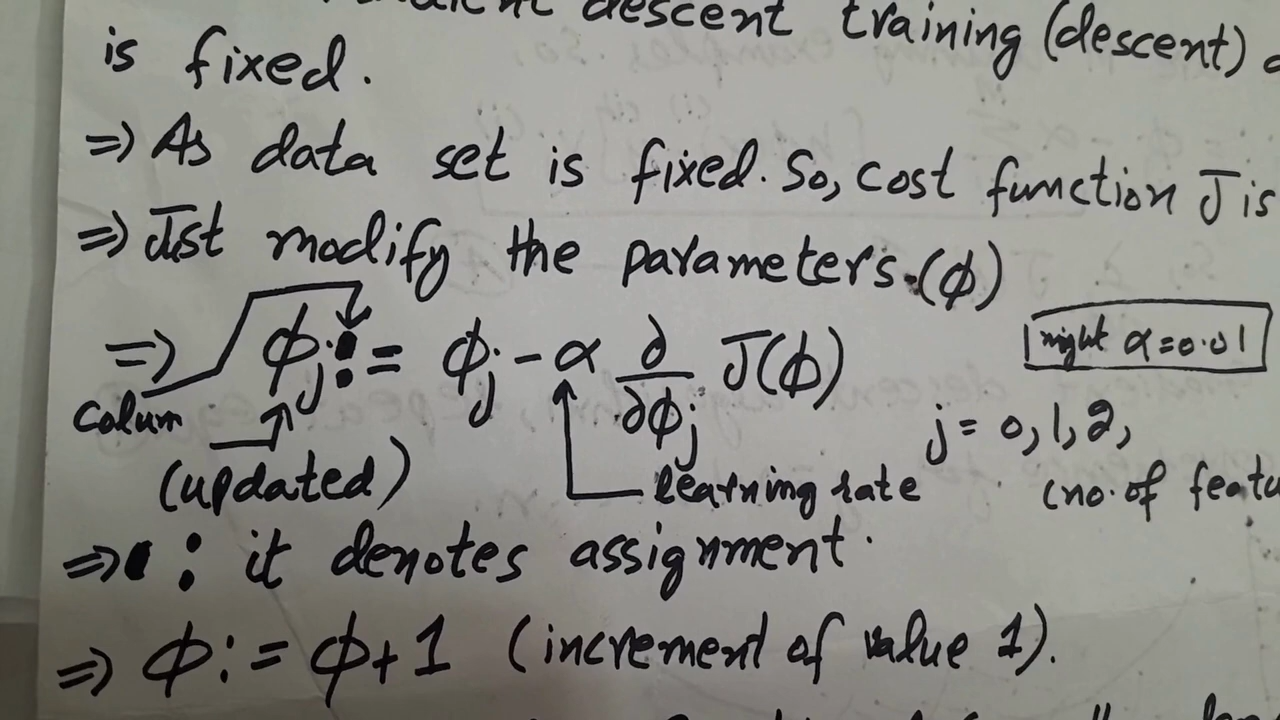 descent training (descent)
is fixed.
=> As data set is fixed. So, cost function J is
=> Just modify the parameters. (ϕ)
=> ϕj := ϕj - α ∂/∂ϕj J(ϕ)
might α = 0.01
Colum
j = 0, 1, 2,
(updated)
learning rate
(no. of featu
=> : it denotes assignment.
=> ϕ := ϕ + 1 (increment of value 1).